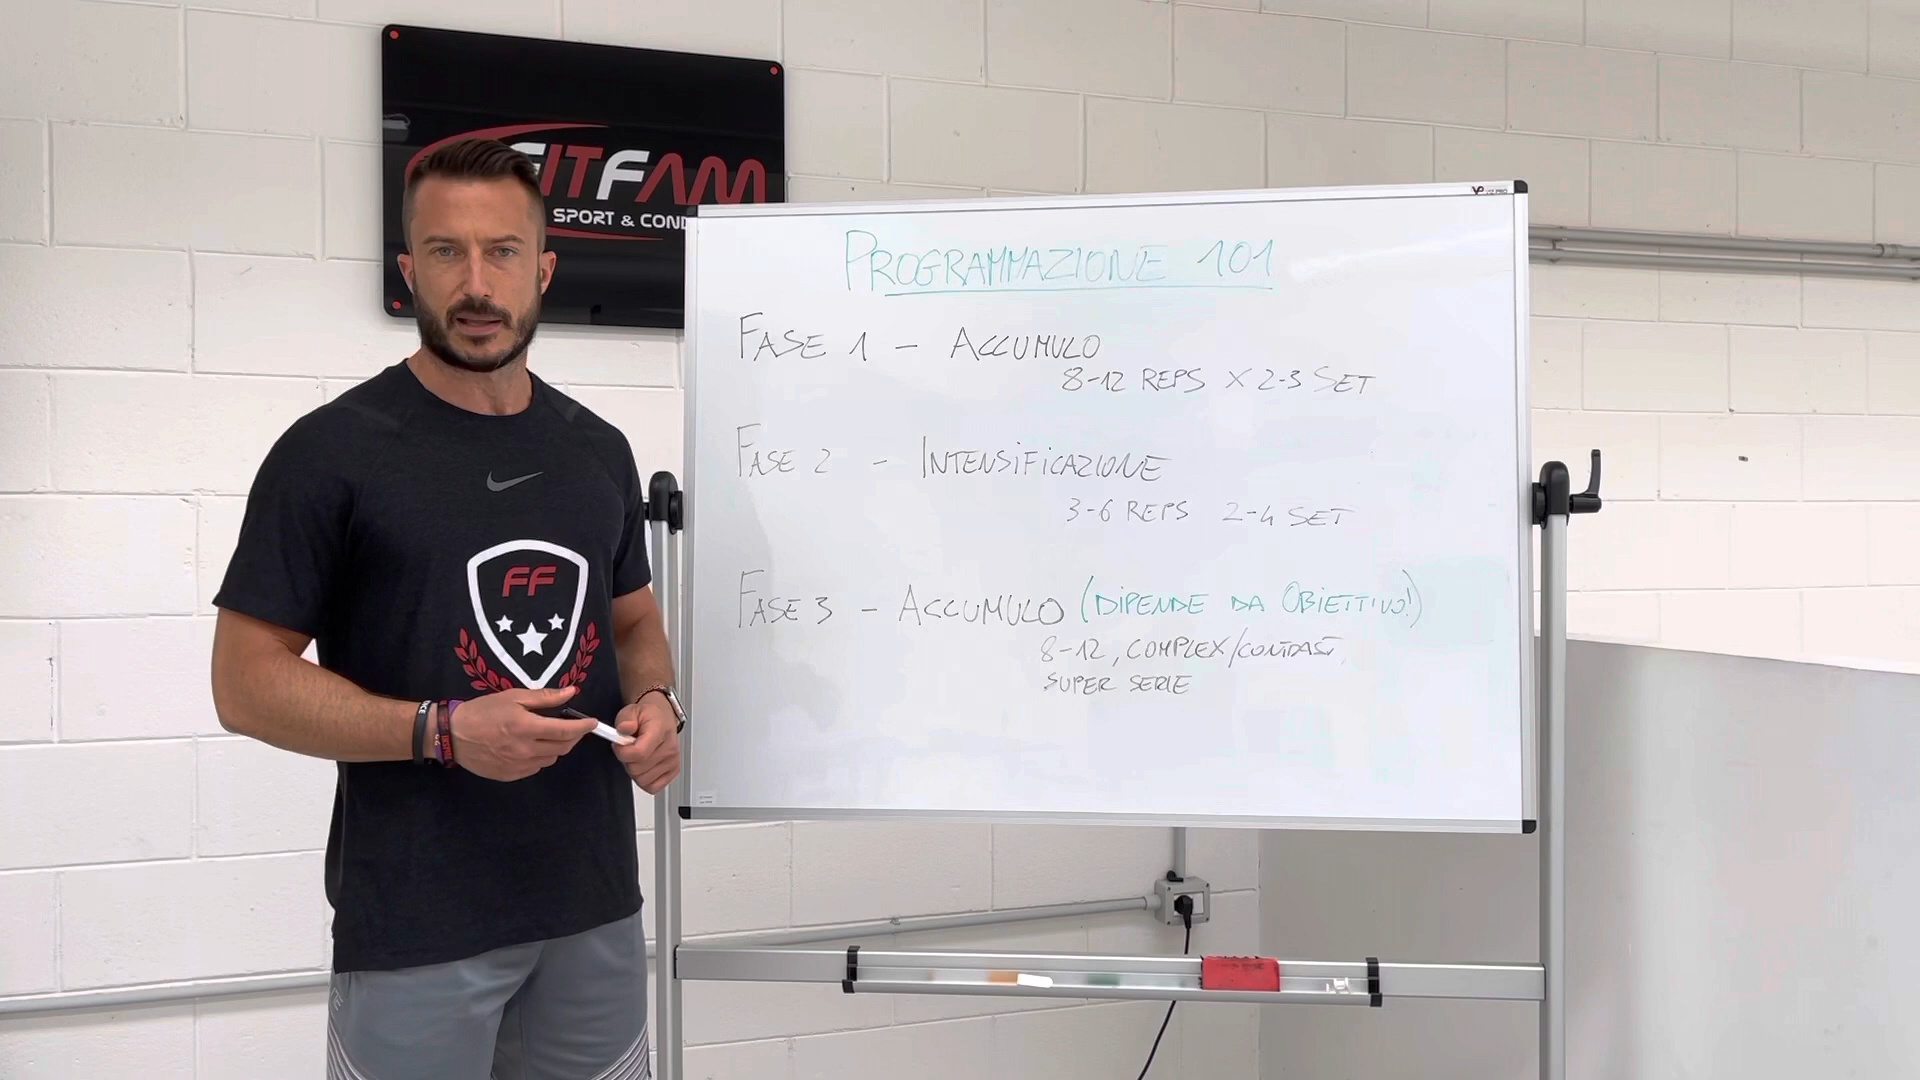 FITFAM
SPORT & COND
PROGRAMMAZIONE 101
FASE 1 - ACCUMULO
8-12 REPS X 2-3 SET
FASE 2 - INTENSIFICAZIONE
3-6 REPS 2-4 SET
FASE 3 - ACCUMULO (DIPENDE DA OBIETTIVO!)
8-12, COMPLEX/CONTRAST,
SUPER SERIE
FF